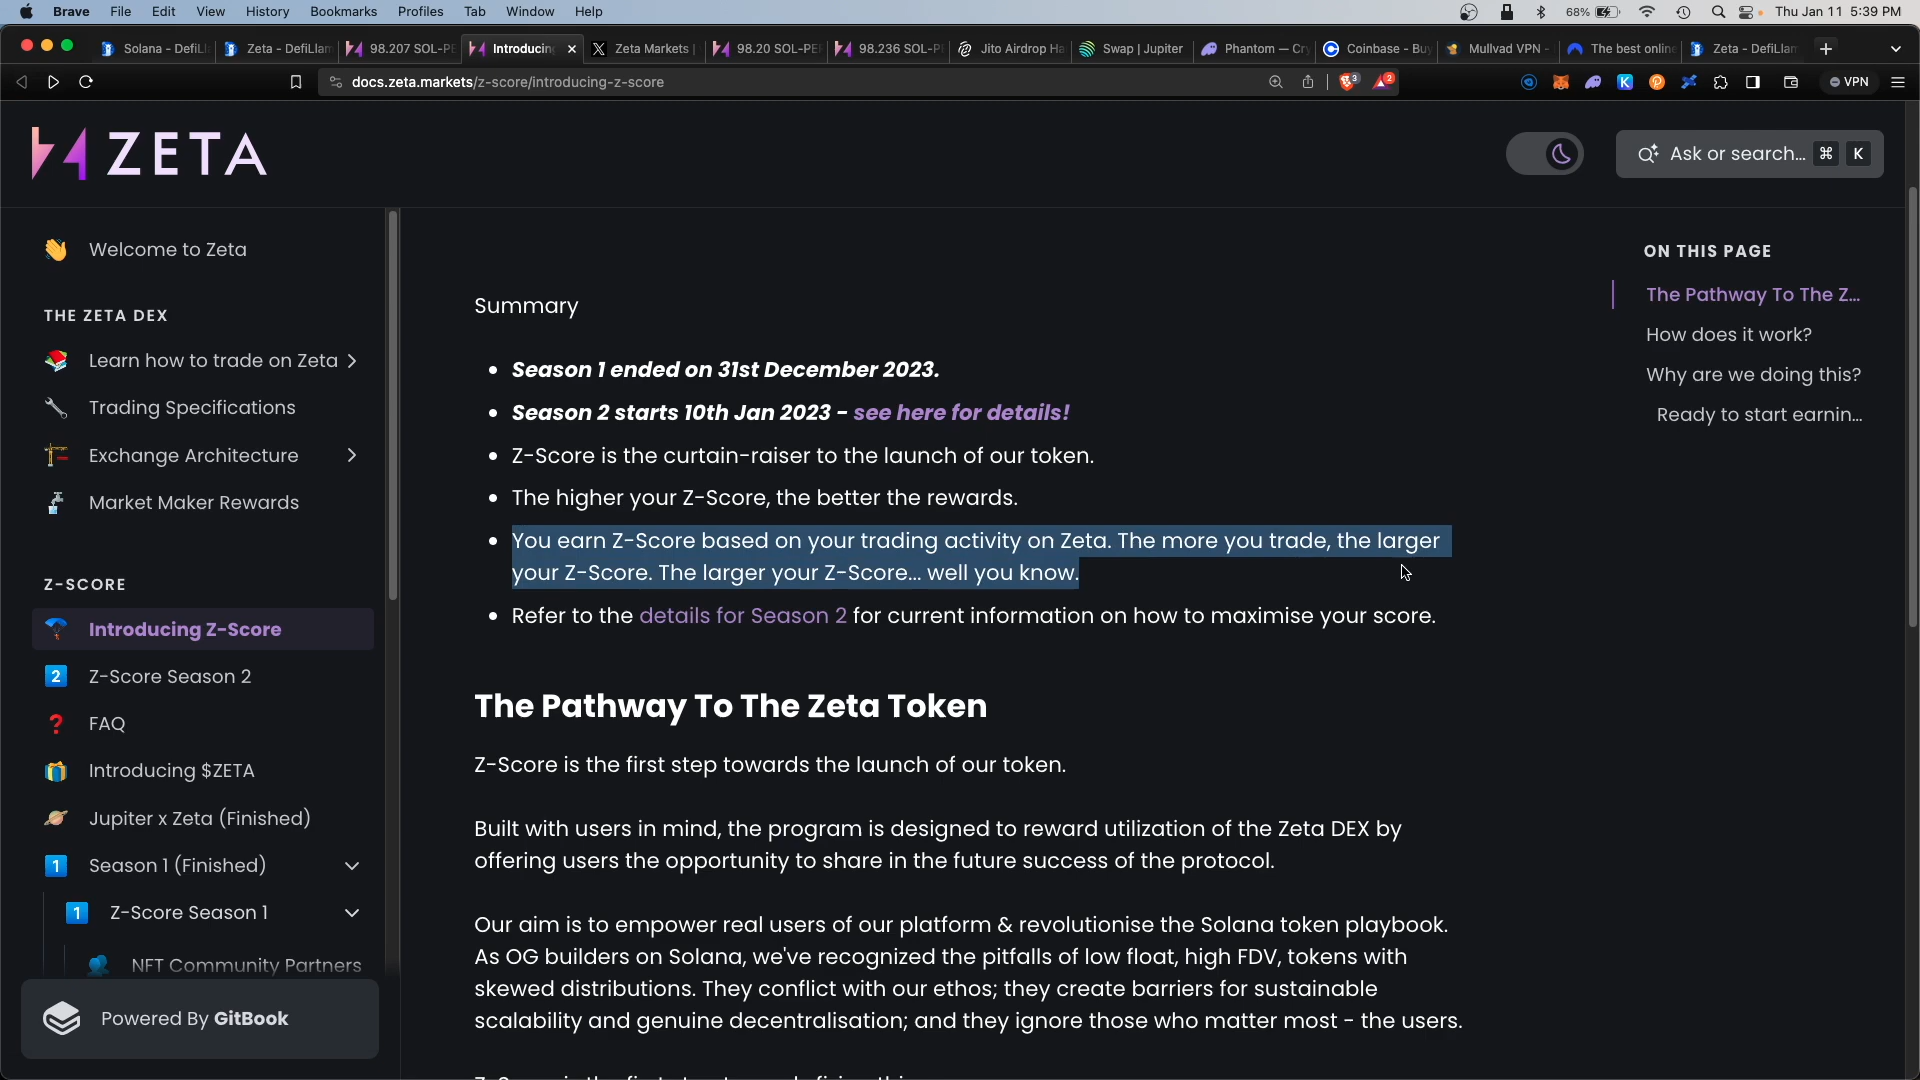 Brave File Edit View History Bookmarks Profiles Tab Window Help 68% Thu Jan 11 5:39 PM
Solana - DefiL Zeta - DefiLlam 98.207 SOL-PE Introducin Zeta Markets 98.20 SOL-PE 98.236 SOL-P Jito Airdrop Ha Swap | Jupiter Phantom — Cry Coinbase - Bu Mullvad VPN - The best online Zeta - DefiLlam
docs.zeta.markets/z-score/introducing-z-score 3 2 VPN
ZETA
Ask or search... ⌘ K
Welcome to Zeta
THE ZETA DEX
Learn how to trade on Zeta
Trading Specifications
Exchange Architecture
Market Maker Rewards
Z-SCORE
Introducing Z-Score
2 Z-Score Season 2
FAQ
Introducing $ZETA
Jupiter x Zeta (Finished)
1 Season 1 (Finished)
1 Z-Score Season 1
NFT Community Partners
Powered By GitBook
Summary
• Season 1 ended on 31st December 2023.
• Season 2 starts 10th Jan 2023 - see here for details!
• Z-Score is the curtain-raiser to the launch of our token.
• The higher your Z-Score, the better the rewards.
• You earn Z-Score based on your trading activity on Zeta. The more you trade, the larger
your Z-Score. The larger your Z-Score... well you know.
• Refer to the details for Season 2 for current information on how to maximise your score.
The Pathway To The Zeta Token
Z-Score is the first step towards the launch of our token.
Built with users in mind, the program is designed to reward utilization of the Zeta DEX by
offering users the opportunity to share in the future success of the protocol.
Our aim is to empower real users of our platform & revolutionise the Solana token playbook.
As OG builders on Solana, we've recognized the pitfalls of low float, high FDV, tokens with
skewed distributions. They conflict with our ethos; they create barriers for sustainable
scalability and genuine decentralisation; and they ignore those who matter most - the users.
ON THIS PAGE
The Pathway To The Z...
How does it work?
Why are we doing this?
Ready to start earnin...